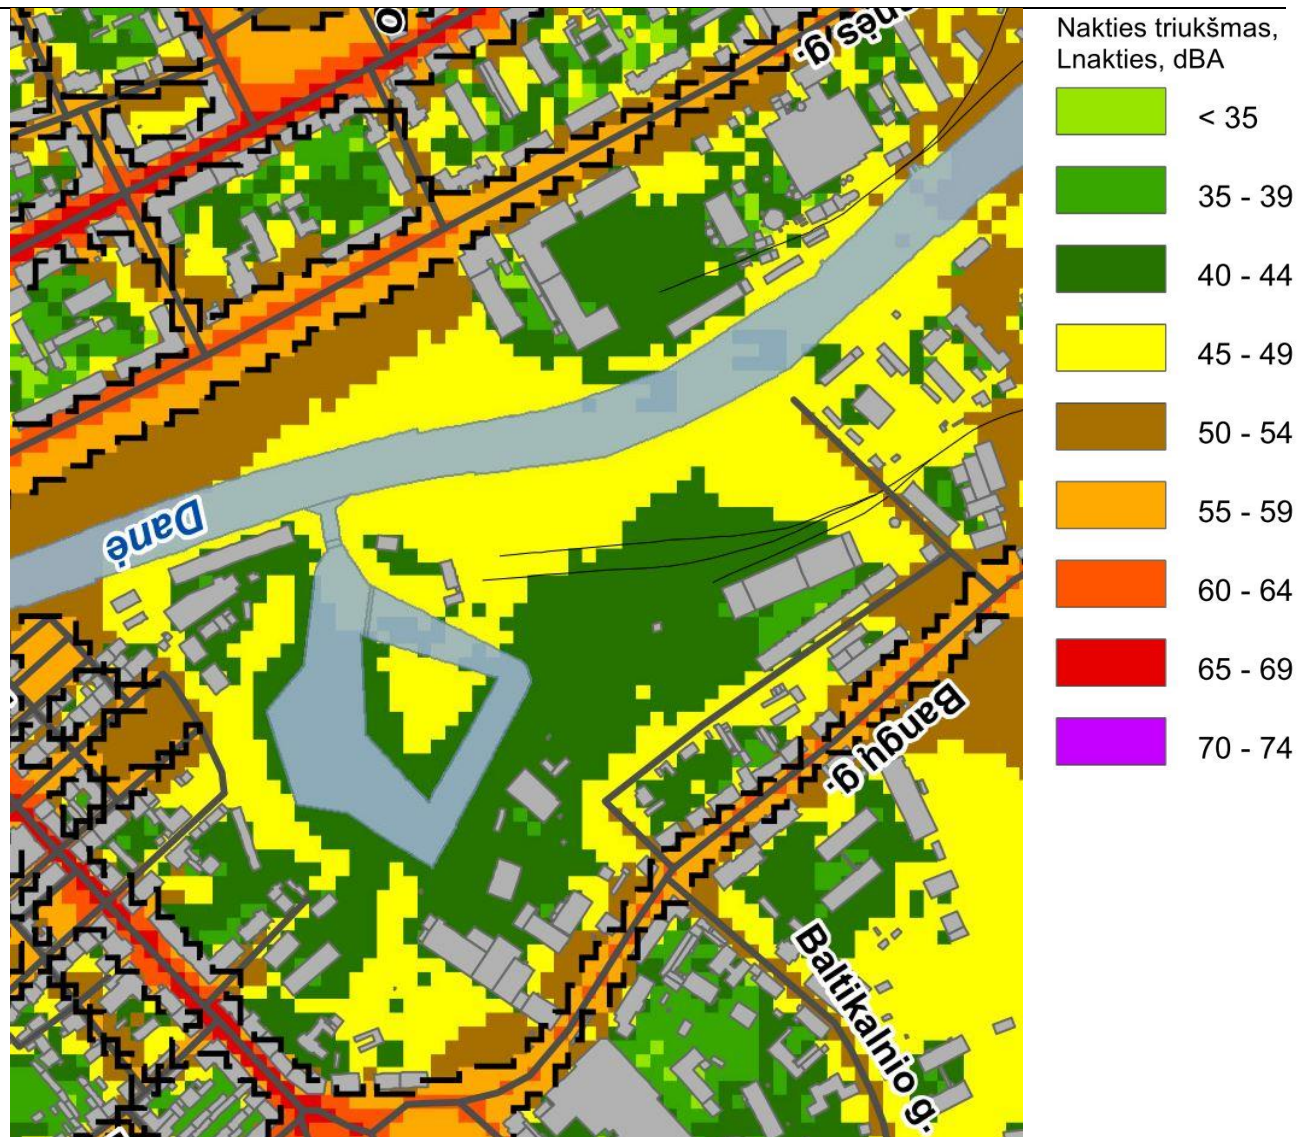 Nakties triukšmas,
Lnakties, dBA
< 35
35 - 39
40 - 44
45 - 49
50 - 54
55 - 59
60 - 64
65 - 69
70 - 74
Danė
Bangų g.
Baltikalnio g.